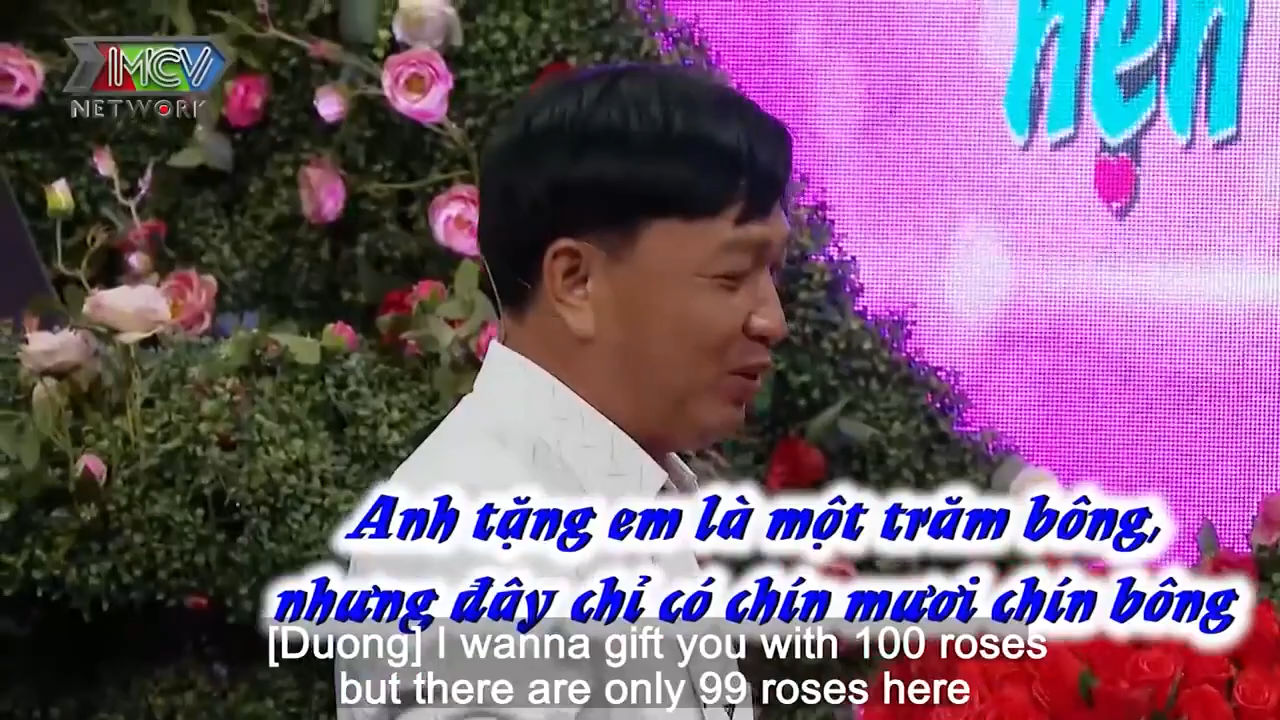 MCV
NETWORK
hẹn
Anh tặng em là một trăm bông,
nhưng đây chỉ có chín mươi chín bông
[Duong] I wanna gift you with 100 roses
but there are only 99 roses here